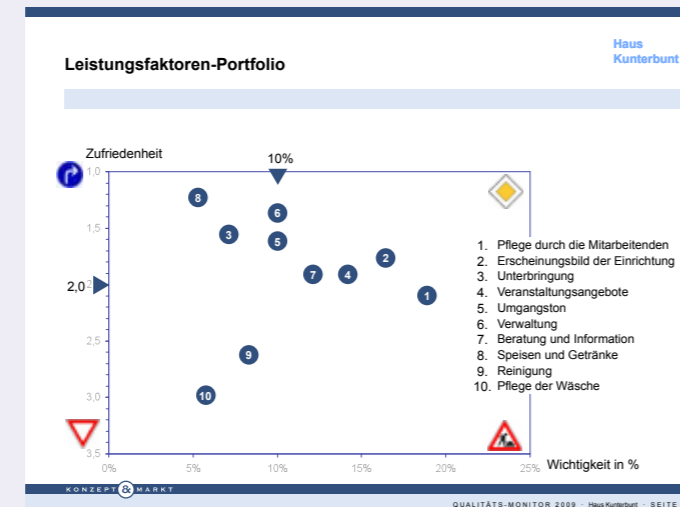 Haus
Kunterbunt
Leistungsfaktoren-Portfolio
Zufriedenheit
10%
1,0
1,5
2,0
2,5
3,0
3,5
8
6
3
5
2
7
4
1
9
10
1. Pflege durch die Mitarbeitenden
2. Erscheinungsbild der Einrichtung
3. Unterbringung
4. Veranstaltungsangebote
5. Umgangston
6. Verwaltung
7. Beratung und Information
8. Speisen und Getränke
9. Reinigung
10. Pflege der Wäsche
0% 5% 10% 15% 20% 25%
Wichtigkeit in %
KONZEPT & MARKT
QUALITÄTS-MONITOR 2009 · Haus Kunterbunt · SEITE